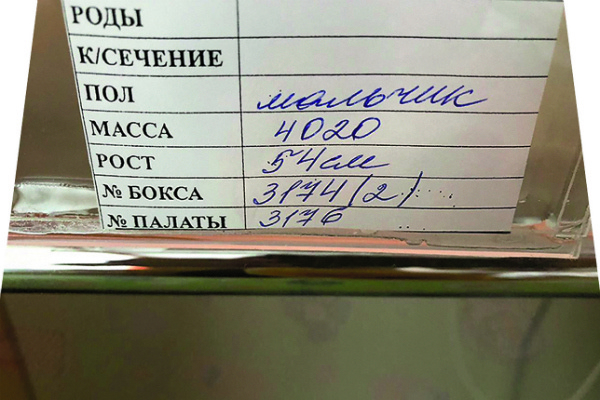 РОДЫ
К/СЕЧЕНИЕ
ПОЛ мальчик
МАССА 4020
РОСТ 54см
№ БОКСА 3174(2)
№ ПАЛАТЫ 3176